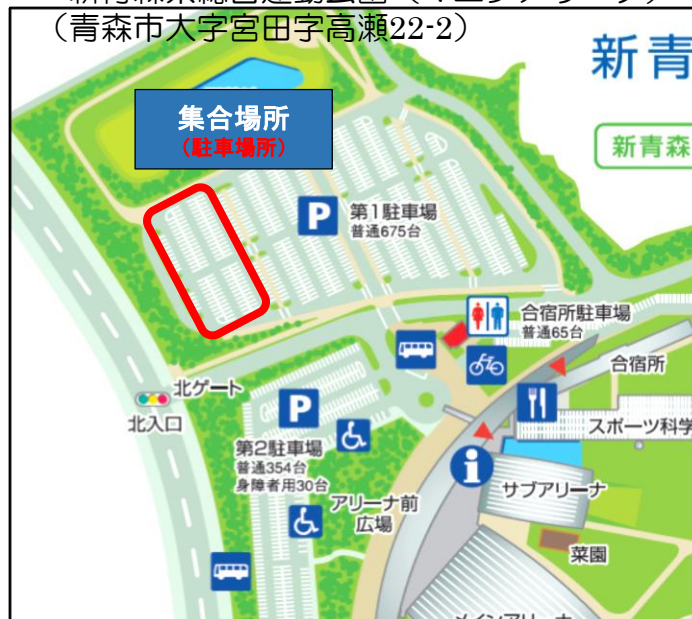 （青森市大字宮田字高瀬22-2）
新青
新青森
集合場所
（駐車場所）
P
第1駐車場
普通675台
合宿所駐車場
普通65台
合宿所
北ゲート
北入口
P
第2駐車場
普通354台
身障者用30台
スポーツ科学
i
サブアリーナ
アリーナ前
広場
菜園